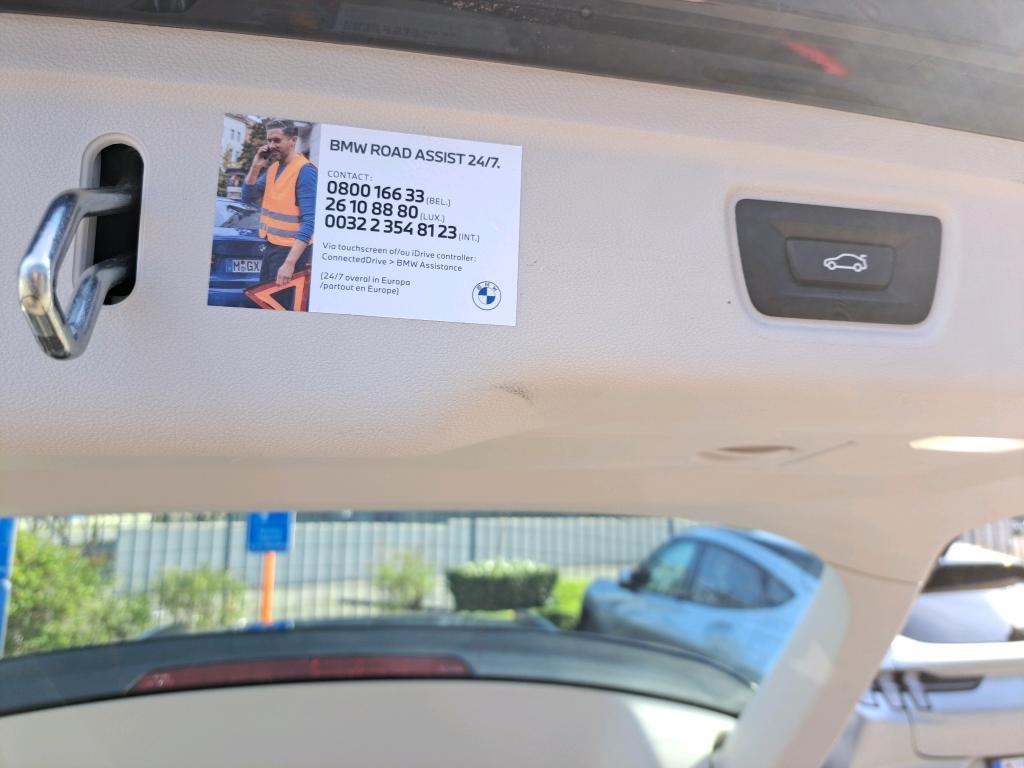 BMW ROAD ASSIST 24/7.
CONTACT:
0800 166 33 (BEL.)
26 10 88 80 (LUX.)
0032 2 354 81 23 (INT.)
Via touchscreen of/ou iDrive controller:
ConnectedDrive > BMW Assistance
(24/7 overal in Europa
/partout en Europe)
BMW
M GX